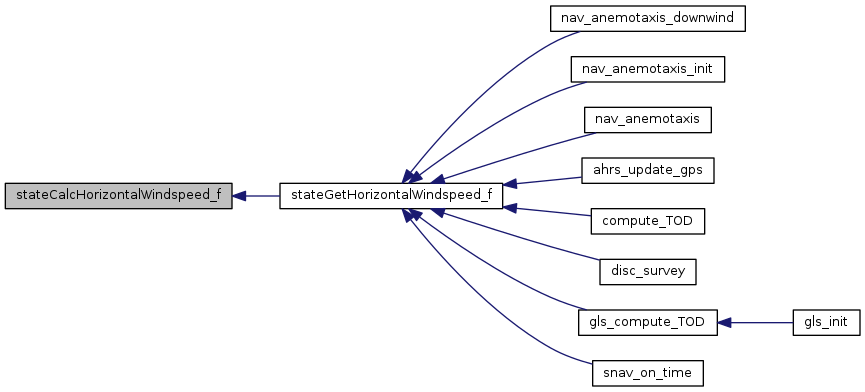 nav_anemotaxis_downwind
nav_anemotaxis_init
nav_anemotaxis
ahrs_update_gps
stateCalcHorizontalWindspeed_f
stateGetHorizontalWindspeed_f
compute_TOD
disc_survey
gls_compute_TOD
gls_init
snav_on_time